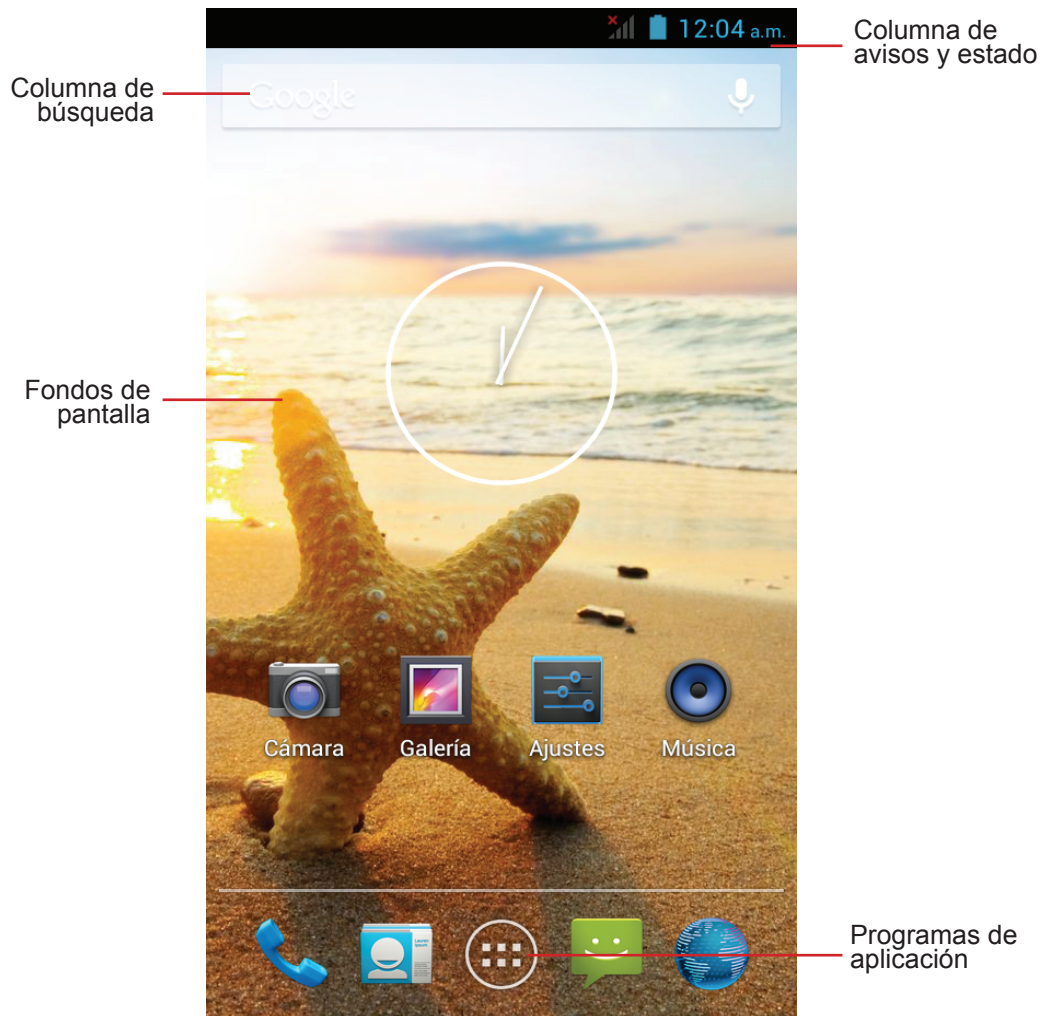 12:04 a.m.
Columna de
avisos y estado
Columna de
búsqueda
Google
Fondos de
pantalla
Cámara
Galería
Ajustes
Música
Programas de
aplicación